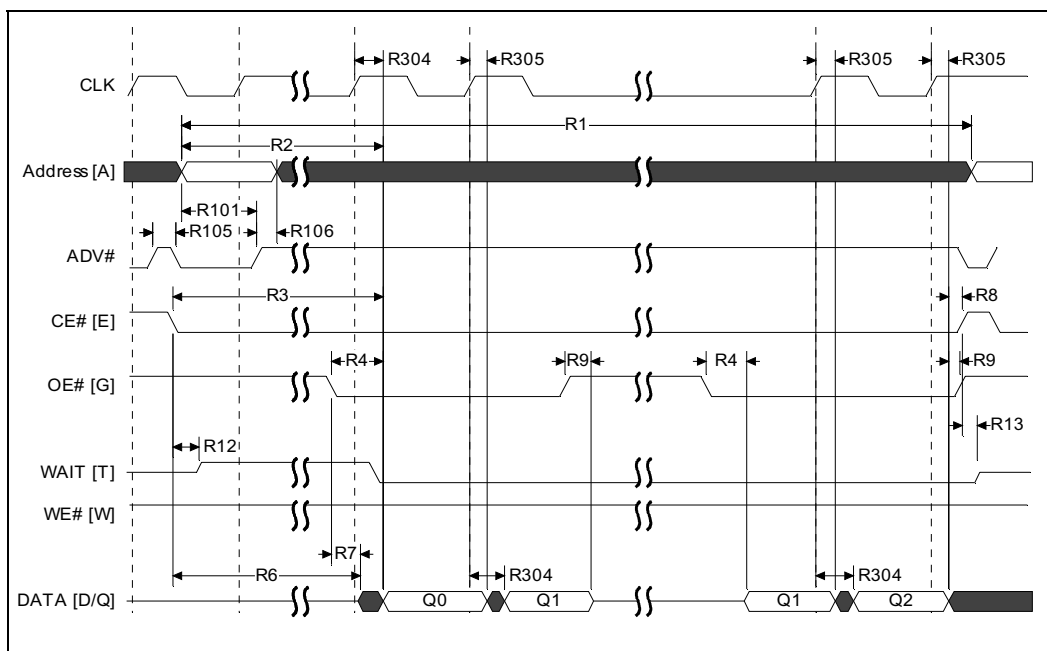 R304
R305
R305
R305
CLK
R1
R2
Address [A]
R101
R105
R106
ADV#
R3
R8
CE# [E]
R4
R9
R4
R9
OE# [G]
R12
R13
WAIT [T]
WE# [W]
R7
R6
R304
R304
DATA [D/Q]
Q0
Q1
Q1
Q2